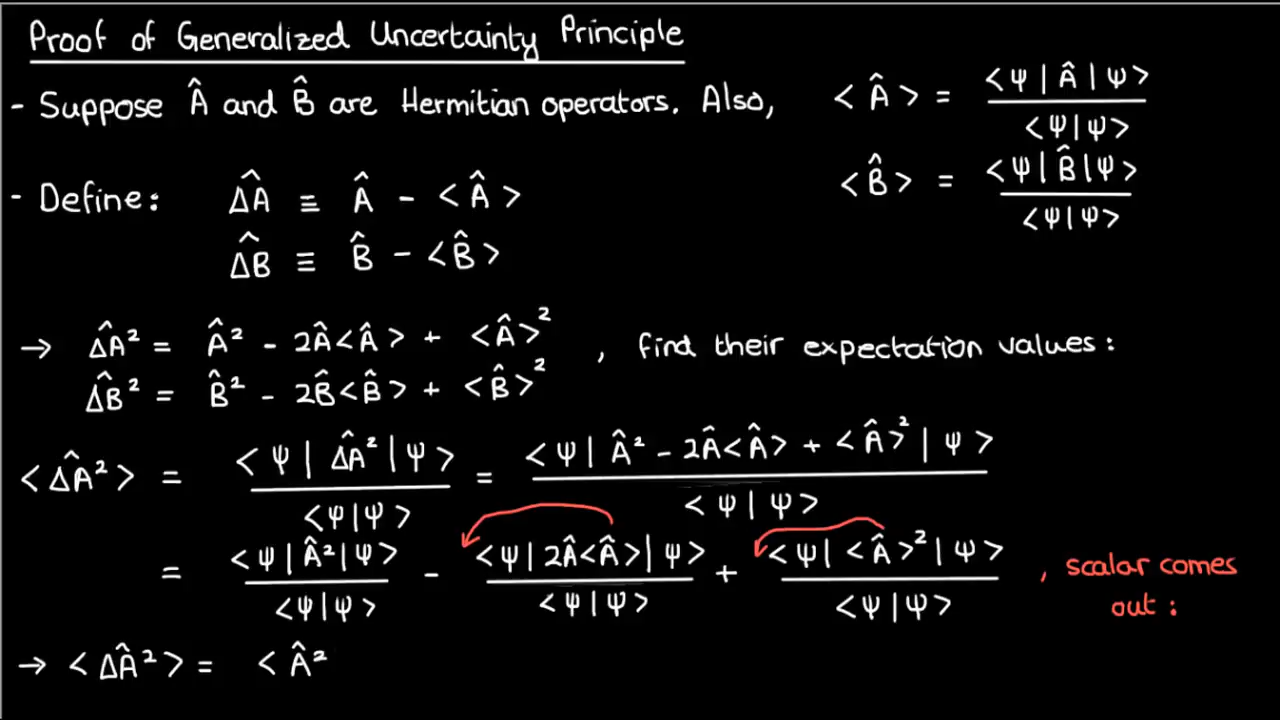 Proof of Generalized Uncertainty Principle
- Suppose Â and B̂ are Hermitian operators. Also, <Â> = <Ψ|Â|Ψ> / <Ψ|Ψ>
<B̂> = <Ψ|B̂|Ψ> / <Ψ|Ψ>
- Define: ΔÂ ≡ Â - <Â>
ΔB̂ ≡ B̂ - <B̂>
→ ΔÂ² = Â² - 2Â<Â> + <Â>² , find their expectation values:
ΔB̂² = B̂² - 2B̂<B̂> + <B̂>²
<ΔÂ²> = <Ψ|ΔÂ²|Ψ> / <Ψ|Ψ> = <Ψ|Â² - 2Â<Â> + <Â>²|Ψ> / <Ψ|Ψ>
= <Ψ|Â²|Ψ> / <Ψ|Ψ> - <Ψ|2Â<Â>|Ψ> / <Ψ|Ψ> + <Ψ|<Â>²|Ψ> / <Ψ|Ψ> , scalar comes
out:
→ <ΔÂ²> = <Â²